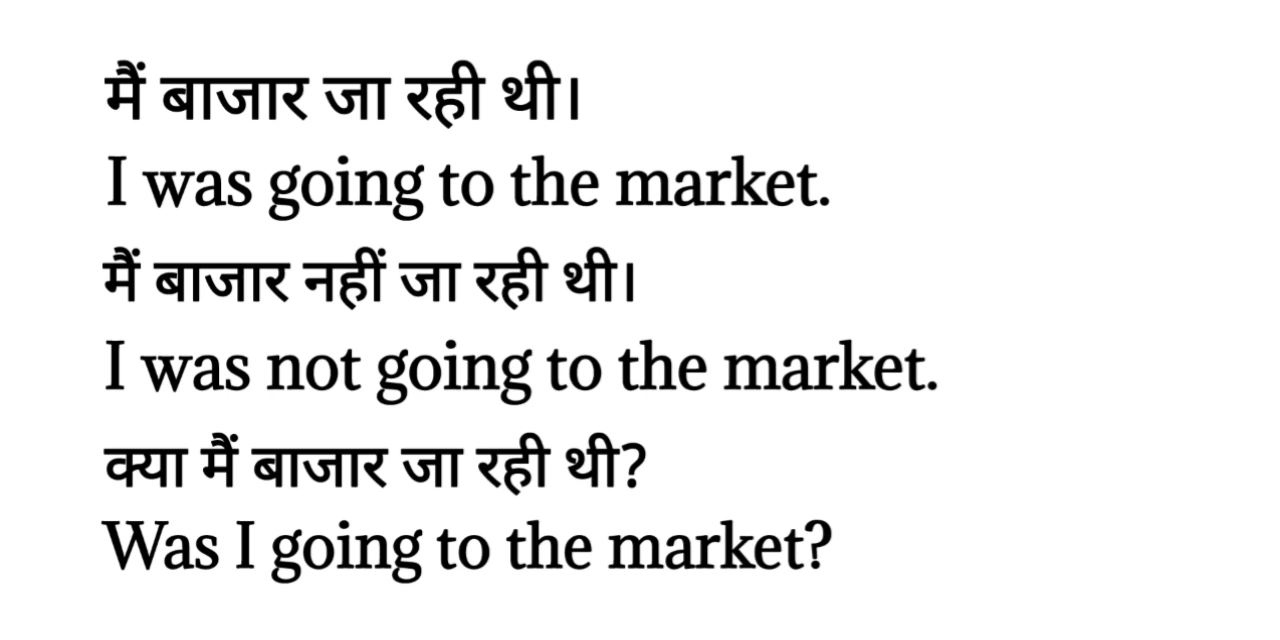 मैं बाजार जा रही थी।
I was going to the market.
मैं बाजार नहीं जा रही थी।
I was not going to the market.
क्या मैं बाजार जा रही थी?
Was I going to the market?